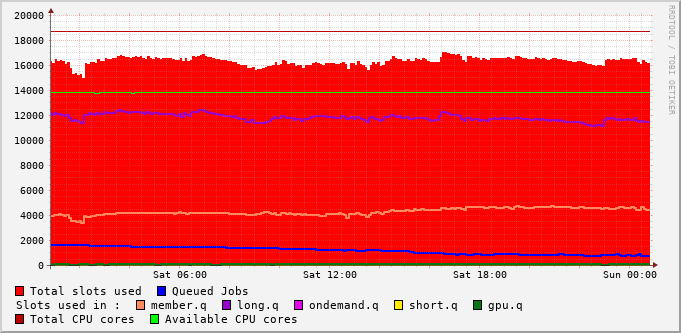 20000
18000
16000
14000
12000
10000
8000
6000
4000
2000
0
Sat 06:00 Sat 12:00 Sat 18:00 Sun 00:00
RRDTOOL / TOBI OETIKER
Total slots used Queued Jobs
Slots used in : member.q long.q ondemand.q short.q gpu.q
Total CPU cores Available CPU cores